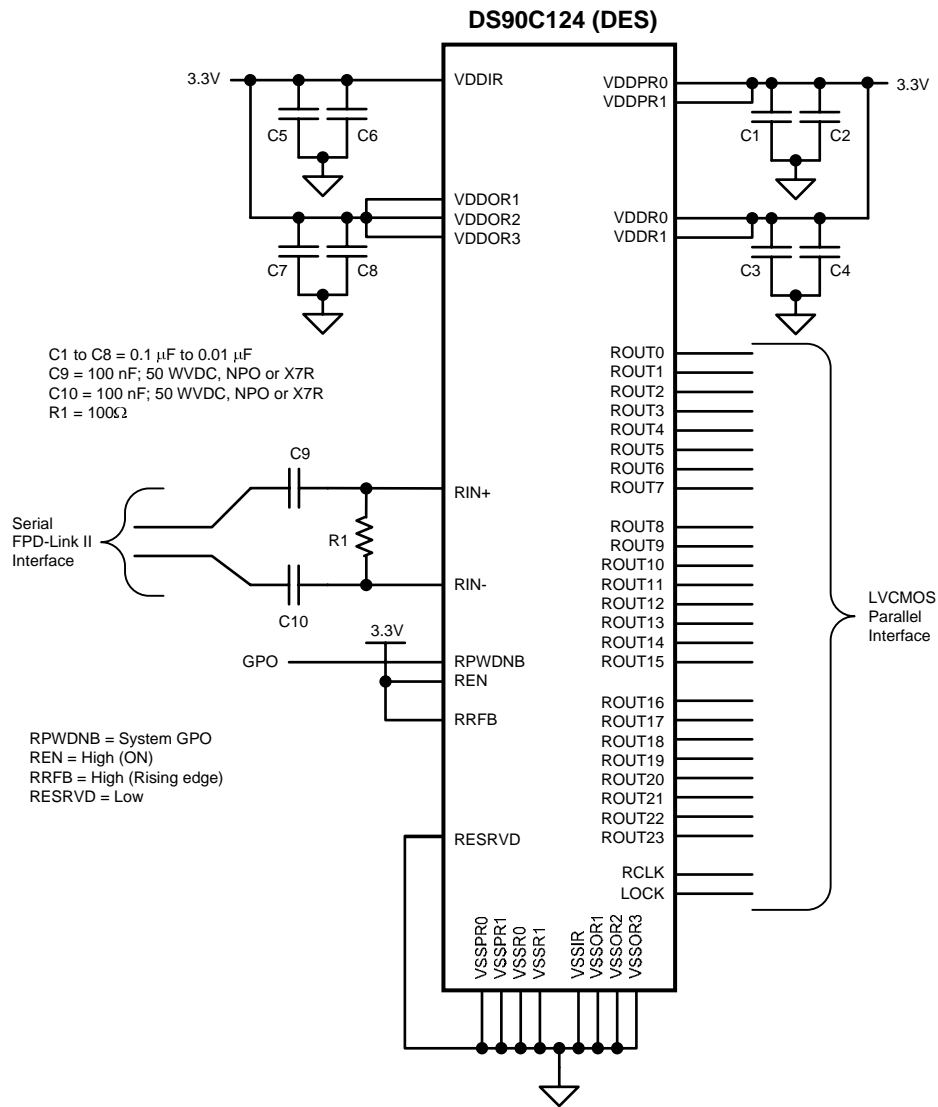 DS90C124 (DES)
3.3V
VDDIR
VDDPR0
3.3V
VDDPR1
C5
C6
C1
C2
VDDOR1
VDDOR2
VDDOR3
VDDR0
VDDR1
C7
C8
C3
C4
C1 to C8 = 0.1 μF to 0.01 μF
C9 = 100 nF; 50 WVDC, NPO or X7R
C10 = 100 nF; 50 WVDC, NPO or X7R
R1 = 100Ω
ROUT0
ROUT1
ROUT2
ROUT3
ROUT4
ROUT5
ROUT6
ROUT7
C9
RIN+
Serial
FPD-Link II
Interface
R1
RIN-
C10
ROUT8
ROUT9
ROUT10
ROUT11
ROUT12
ROUT13
ROUT14
ROUT15
LVCMOS
Parallel
Interface
3.3V
GPO
RPWDNB
REN
RRFB
ROUT16
ROUT17
ROUT18
ROUT19
ROUT20
ROUT21
ROUT22
ROUT23
RPWDNB = System GPO
REN = High (ON)
RRFB = High (Rising edge)
RESRVD = Low
RESRVD
RCLK
LOCK
VSSPR0
VSSPR1
VSSR0
VSSR1
VSSIR
VSSOR1
VSSOR2
VSSOR3